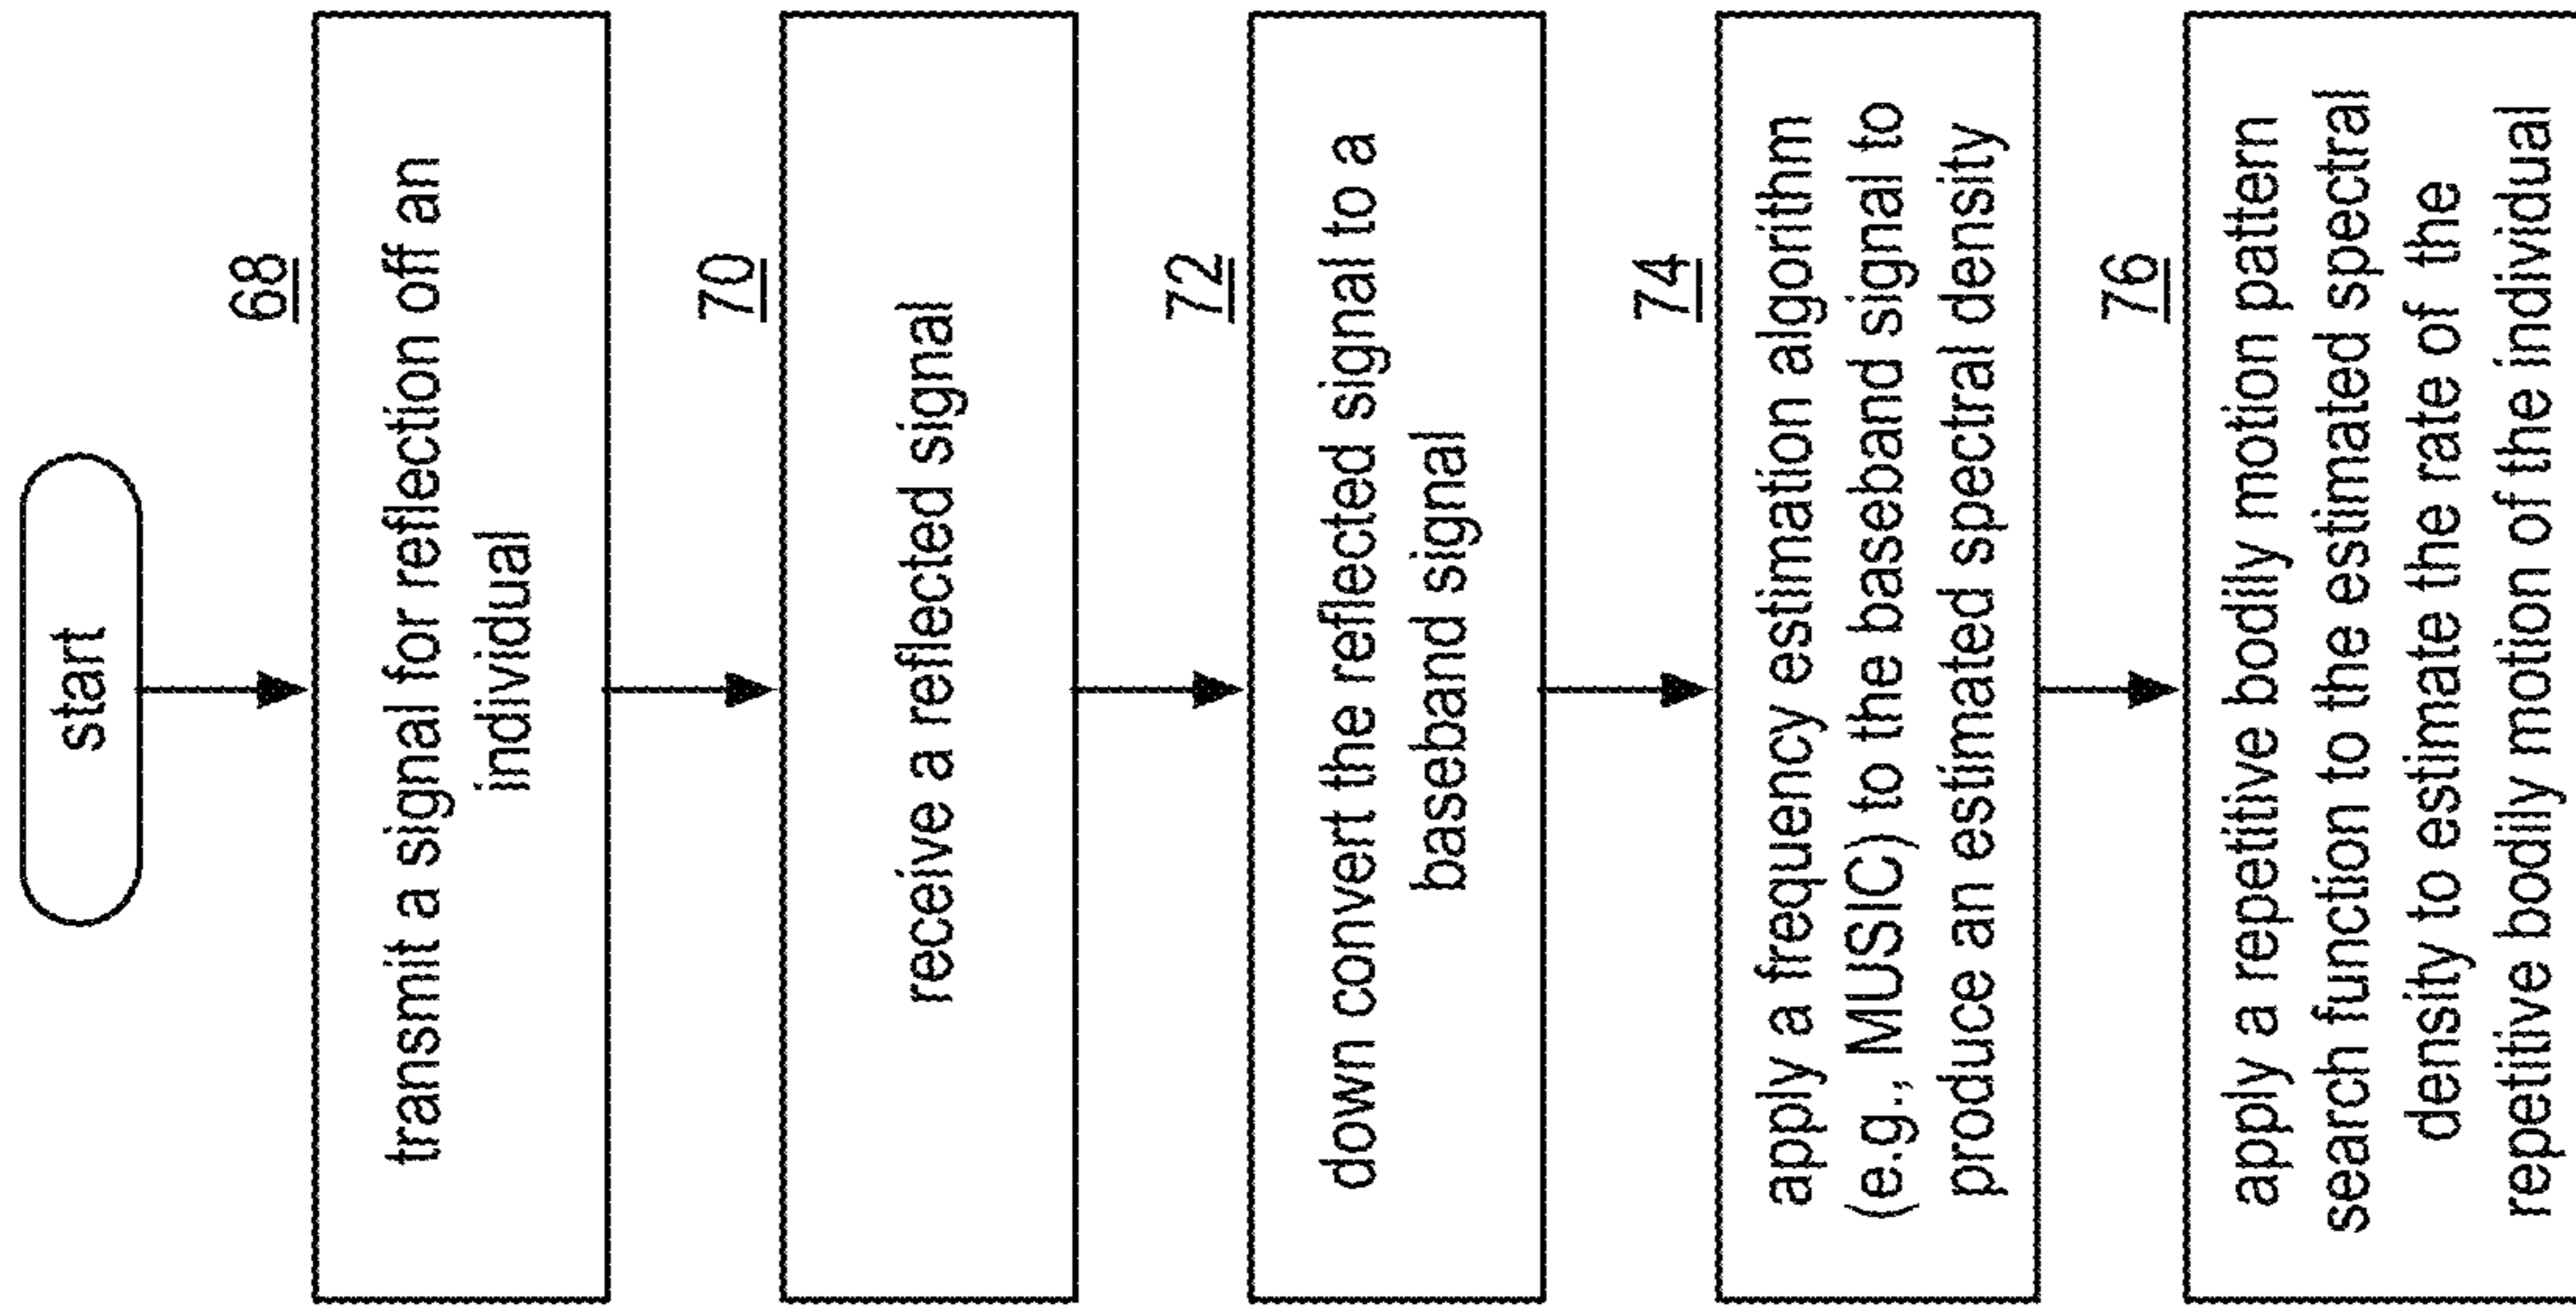 start
68
transmit a signal for reflection off an
individual
70
receive a reflected signal
72
down convert the reflected signal to a
baseband signal
74
apply a frequency estimation algorithm
(e.g., MUSIC) to the baseband signal to
produce an estimated spectral density
76
apply a repetitive bodily motion pattern
search function to the estimated spectral
density to estimate the rate of the
repetitive bodily motion of the individual